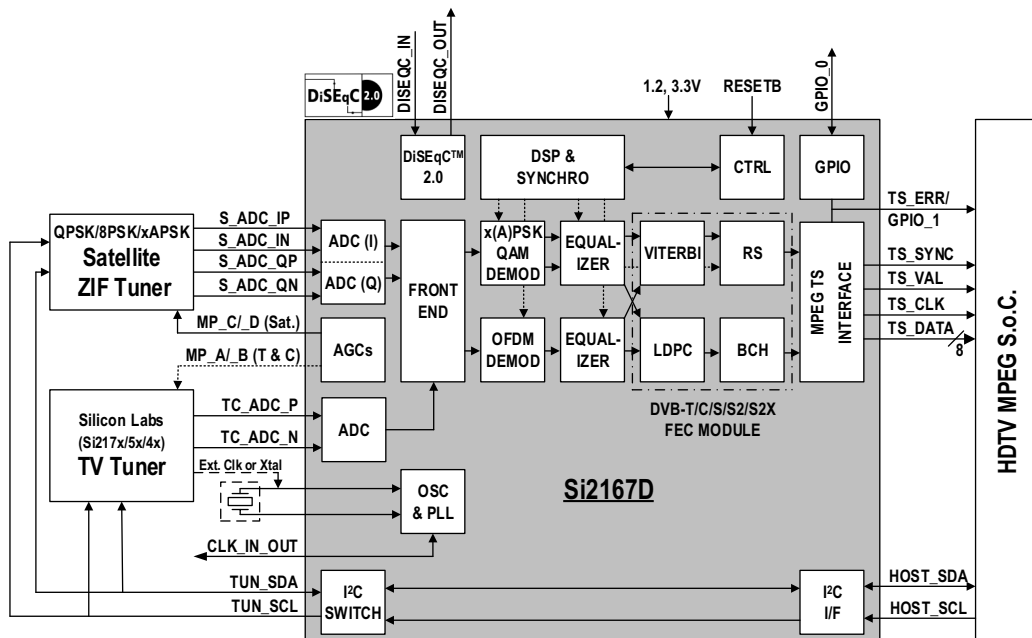 DiSEqC 2.0
DISEQC_IN
DISEQC_OUT
1.2, 3.3V
RESETB
GPIO_0
DiSEqC™
2.0
DSP &
SYNCHRO
CTRL
GPIO
TS_ERR/
GPIO_1
QPSK/8PSK/xAPSK
Satellite
ZIF Tuner
S_ADC_IP
S_ADC_IN
S_ADC_QP
S_ADC_QN
ADC (I)
ADC (Q)
FRONT
END
x(A)PSK
QAM
DEMOD
EQUAL-
IZER
VITERBI
RS
MPEG TS
INTERFACE
TS_SYNC
TS_VAL
TS_CLK
TS_DATA
8
HDTV MPEG S.o.C.
MP_C/_D (Sat.)
MP_A/_B (T & C)
AGCs
OFDM
DEMOD
EQUAL-
IZER
LDPC
BCH
DVB-T/C/S/S2/S2X
FEC MODULE
Silicon Labs
(Si217x/5x/4x)
TV Tuner
TC_ADC_P
TC_ADC_N
ADC
Ext. Clk or Xtal
OSC
& PLL
Si2167D
CLK_IN_OUT
TUN_SDA
TUN_SCL
I²C
SWITCH
I²C
I/F
HOST_SDA
HOST_SCL